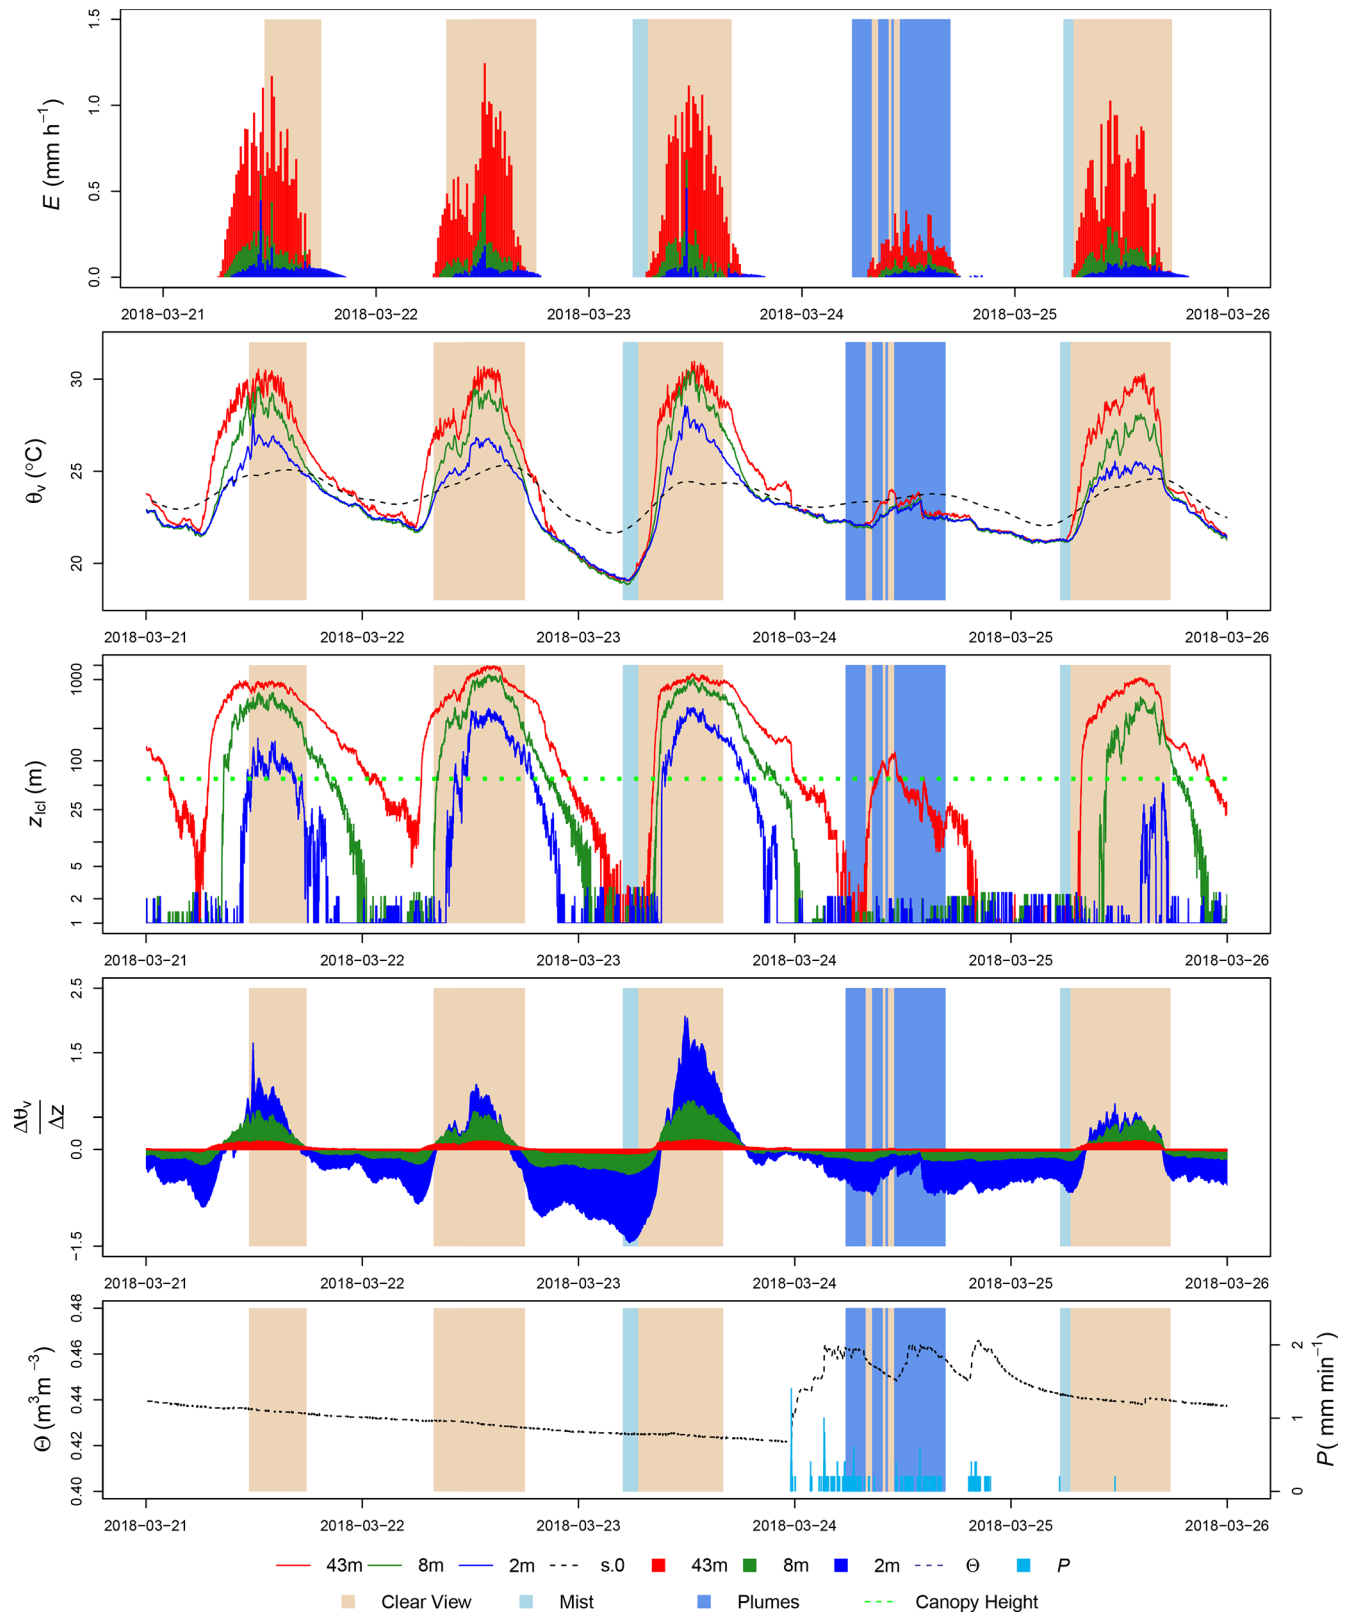 E (mm h−1)
0.0 0.5 1.0 1.5
2018−03−21 2018−03−22 2018−03−23 2018−03−24 2018−03−25 2018−03−26
θv (°C)
20 25 30
2018−03−21 2018−03−22 2018−03−23 2018−03−24 2018−03−25 2018−03−26
zlcl (m)
1 2 5 25 100 1000
2018−03−21 2018−03−22 2018−03−23 2018−03−24 2018−03−25 2018−03−26
Δθv
Δz
−1.5 0.0 1.5 2.5
2018−03−21 2018−03−22 2018−03−23 2018−03−24 2018−03−25 2018−03−26
Θ (m3m−3)
0.40 0.42 0.44 0.46 0.48
0 1 2
P( mm min−1)
2018−03−21 2018−03−22 2018−03−23 2018−03−24 2018−03−25 2018−03−26
43m 8m 2m s.0 43m 8m 2m Θ P
Clear View Mist Plumes Canopy Height